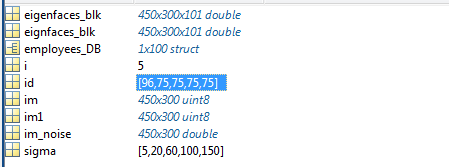 eigenfaces_blk 450x300x101 double
eignfaces_blk 450x300x101 double
employees_DB 1x100 struct
i 5
id [96,75,75,75,75]
im 450x300 uint8
im1 450x300 uint8
im_noise 450x300 double
sigma [5,20,60,100,150]